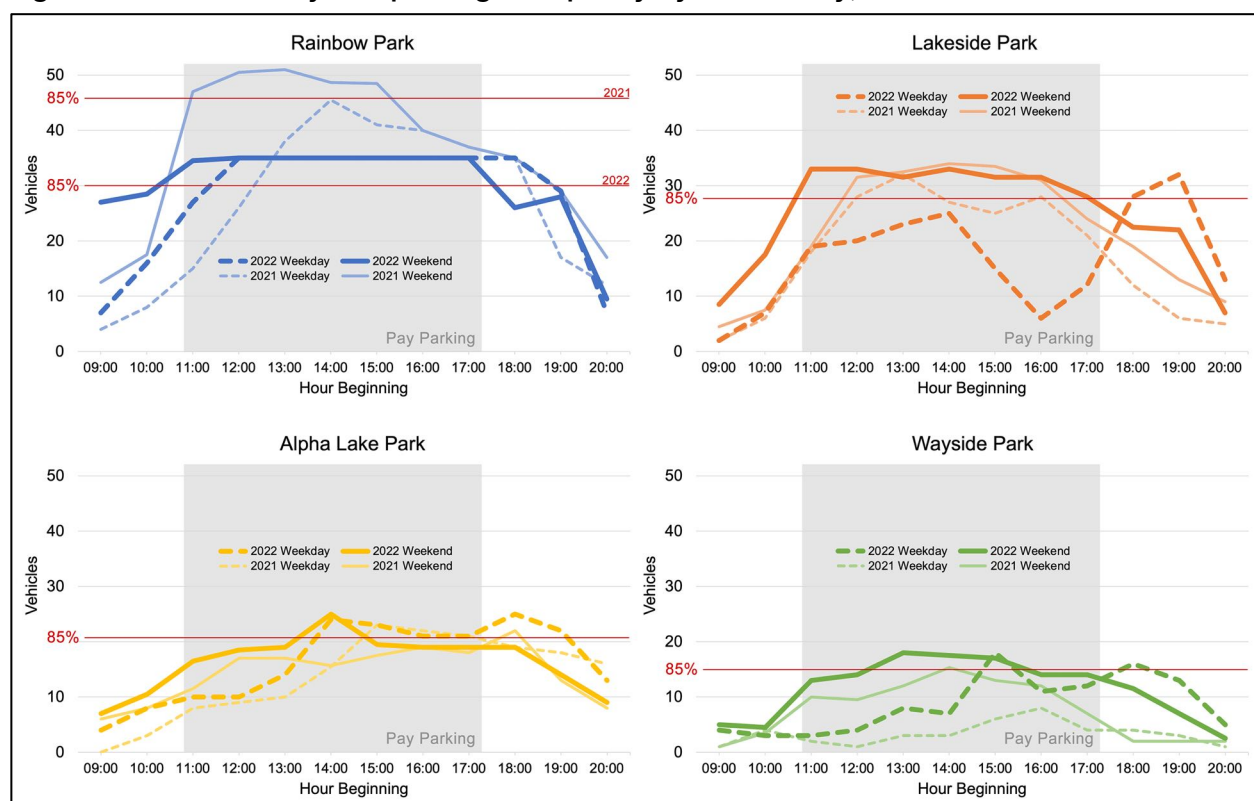 Rainbow Park
50
85%
2021
40
85%
2022
20
10
0
Vehicles
2022 Weekday
2022 Weekend
2021 Weekday
2021 Weekend
Pay Parking
09:00 10:00 11:00 12:00 13:00 14:00 15:00 16:00 17:00 18:00 19:00 20:00
Hour Beginning
Lakeside Park
50
40
30
85%
20
10
0
Vehicles
2022 Weekday
2022 Weekend
2021 Weekday
2021 Weekend
Pay Parking
09:00 10:00 11:00 12:00 13:00 14:00 15:00 16:00 17:00 18:00 19:00 20:00
Hour Beginning
Alpha Lake Park
50
40
30
85%
10
0
Vehicles
2022 Weekday
2022 Weekend
2021 Weekday
2021 Weekend
Pay Parking
09:00 10:00 11:00 12:00 13:00 14:00 15:00 16:00 17:00 18:00 19:00 20:00
Hour Beginning
Wayside Park
50
40
30
20
85%
10
0
Vehicles
2022 Weekday
2022 Weekend
2021 Weekday
2021 Weekend
Pay Parking
09:00 10:00 11:00 12:00 13:00 14:00 15:00 16:00 17:00 18:00 19:00 20:00
Hour Beginning